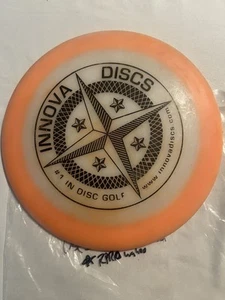 INNOVA DISCS
#1 IN DISC GOLF
www.innovadiscs.com